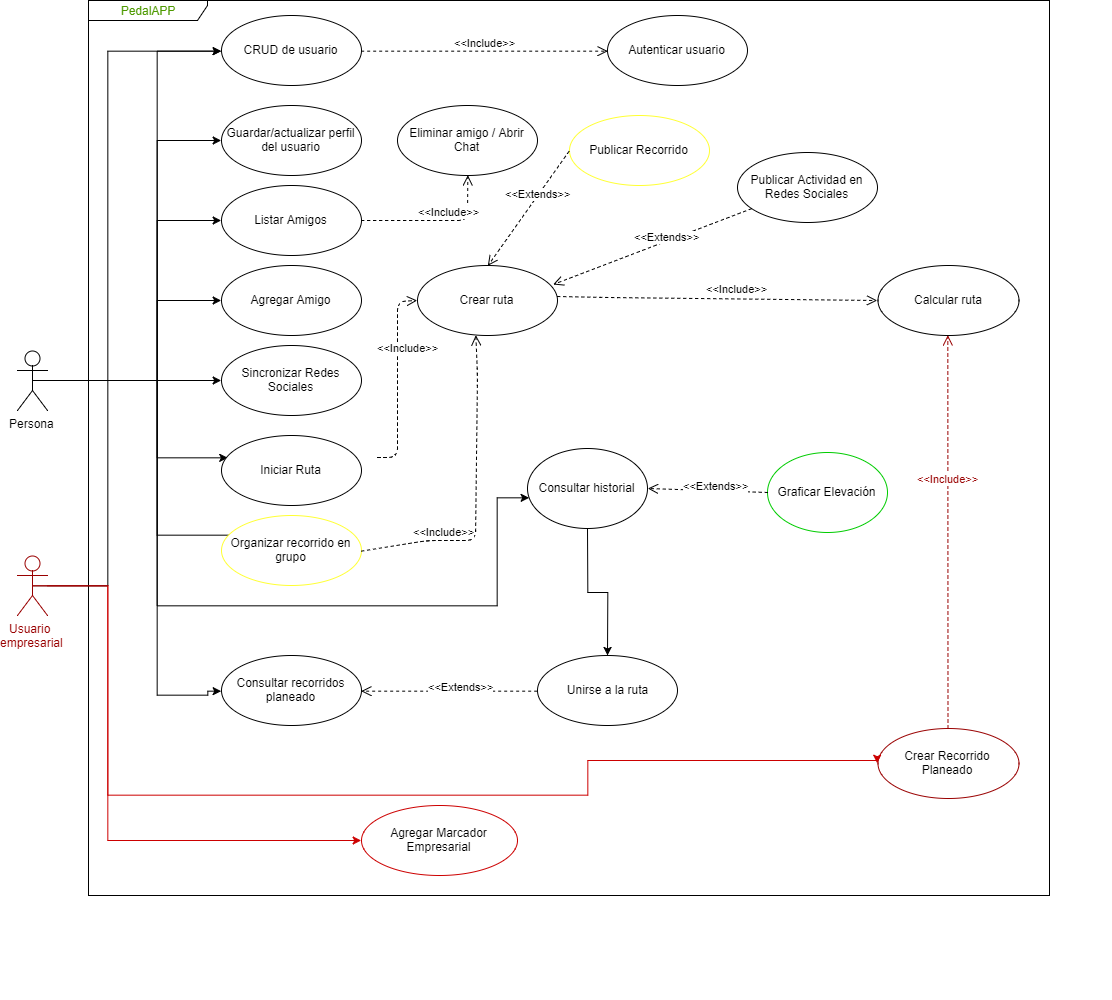 PedalAPP
CRUD de usuario
<<Include>>
Autenticar usuario
Guardar/actualizar perfil
del usuario
Eliminar amigo / Abrir
Chat
Publicar Recorrido
Publicar Actividad en
Redes Sociales
<<Extends>>
Listar Amigos
<<Include>>
<<Extends>>
Agregar Amigo
Crear ruta
<<Include>>
Calcular ruta
<<Include>>
Sincronizar Redes
Sociales
Persona
Iniciar Ruta
Consultar historial
<<Extends>>
Graficar Elevación
<<Include>>
Organizar recorrido en
grupo
<<Include>>
Usuario
empresarial
Consultar recorridos
planeado
<<Extends>>
Unirse a la ruta
Crear Recorrido
Planeado
Agregar Marcador
Empresarial